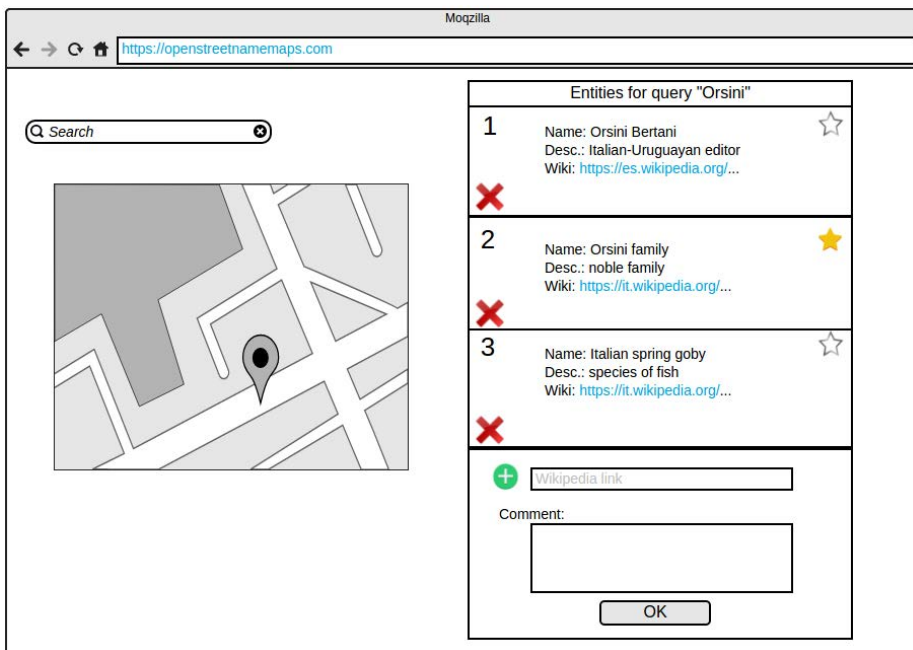 Moqzilla
https://openstreetnamemaps.com
Search
Entities for query "Orsini"
1
Name: Orsini Bertani
Desc.: Italian-Uruguayan editor
Wiki: https://es.wikipedia.org/...
2
Name: Orsini family
Desc.: noble family
Wiki: https://it.wikipedia.org/...
3
Name: Italian spring goby
Desc.: species of fish
Wiki: https://it.wikipedia.org/...
Wikipedia link
Comment:
OK